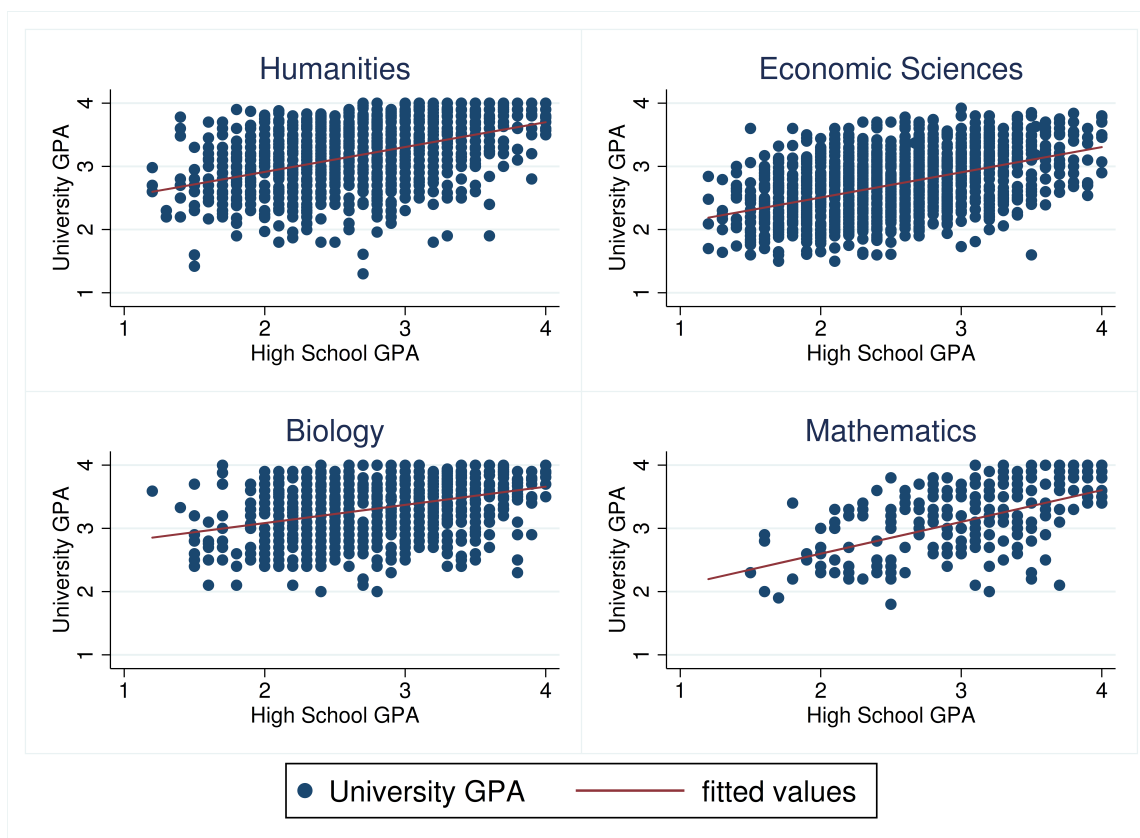 Humanities
Economic Sciences
University GPA
4
3
2
1
1 2 3 4
High School GPA
University GPA
4
3
2
1
1 2 3 4
High School GPA
Biology
Mathematics
University GPA
4
3
2
1
1 2 3 4
High School GPA
University GPA
4
3
2
1
1 2 3 4
High School GPA
University GPA fitted values